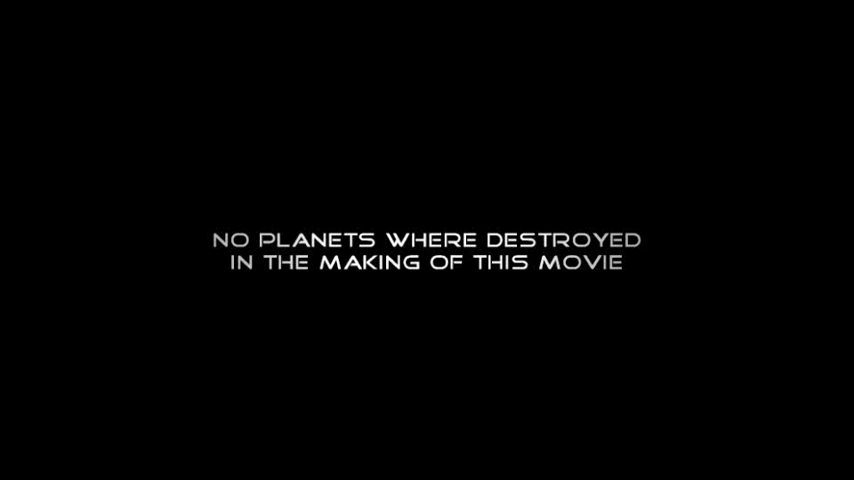 NO PLANETS WHERE DESTROYED
IN THE MAKING OF THIS MOVIE